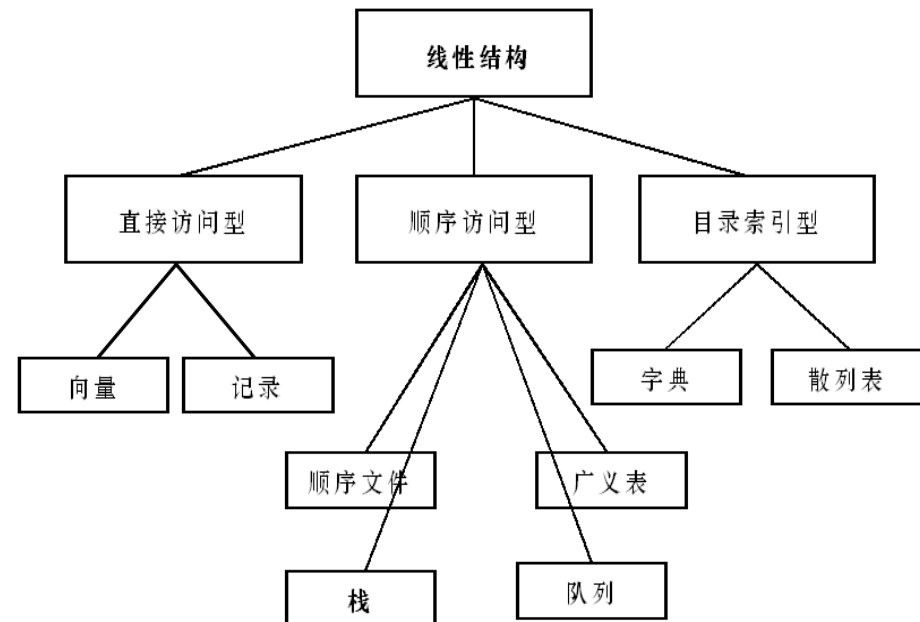 线性结构
直接访问型
顺序访问型
目录索引型
向量
记录
字典
散列表
顺序文件
广义表
栈
队列